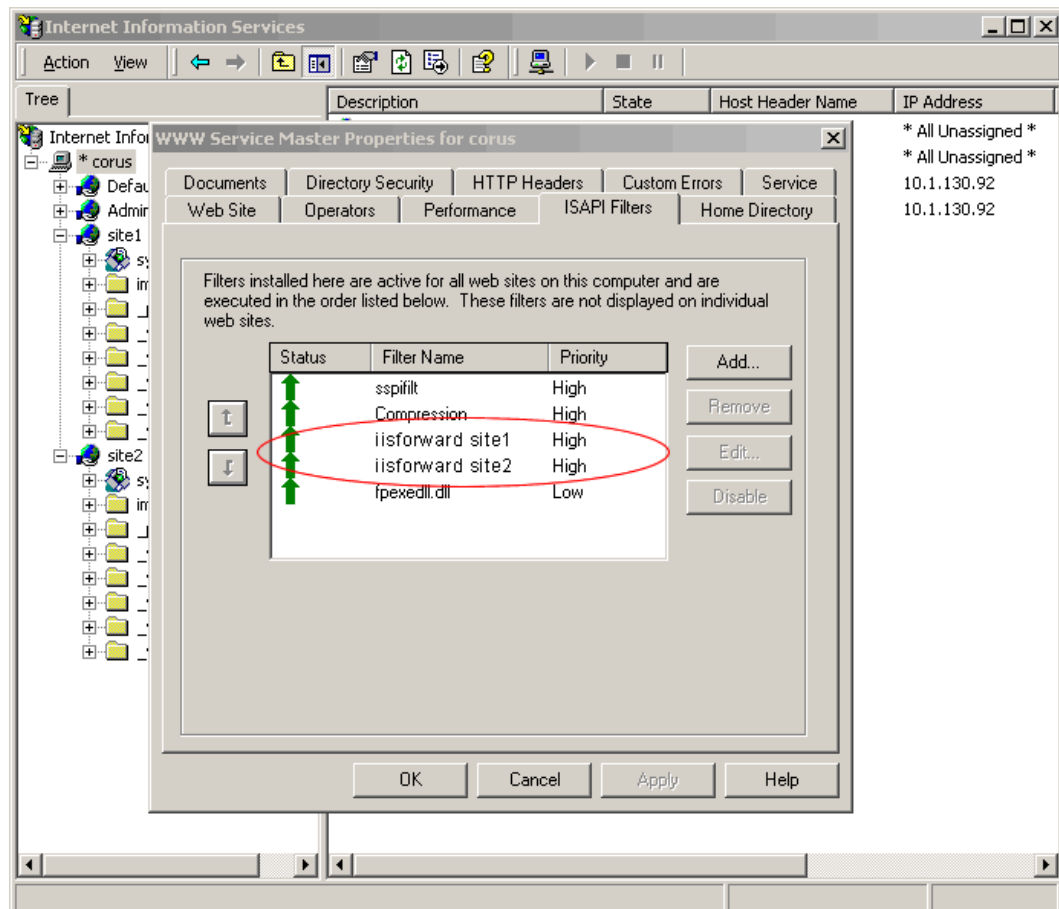 Internet Information Services
Action View
Tree
Description State Host Header Name IP Address
Internet Infor
* corus
Defau
Admin
site1
site2
* All Unassigned *
* All Unassigned *
10.1.130.92
10.1.130.92
WWW Service Master Properties for corus
Documents Directory Security HTTP Headers Custom Errors Service
Web Site Operators Performance ISAPI Filters Home Directory
Filters installed here are active for all web sites on this computer and are
executed in the order listed below. These filters are not displayed on individual
web sites.
Status Filter Name Priority
sspifilt High
Compression High
iisforward site1 High
iisforward site2 High
fpexedll.dll Low
Add...
Remove
Edit...
Disable
OK Cancel Apply Help